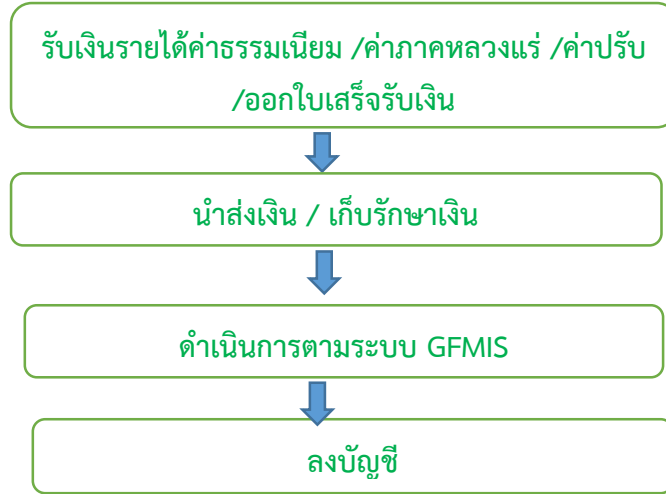 รับเงินรายได้ค่าธรรมเนียม /ค่าภาคหลวงแร่ /ค่าปรับ
/ออกใบเสร็จรับเงิน
นำส่งเงิน / เก็บรักษาเงิน
ดำเนินการตามระบบ GFMIS
ลงบัญชี